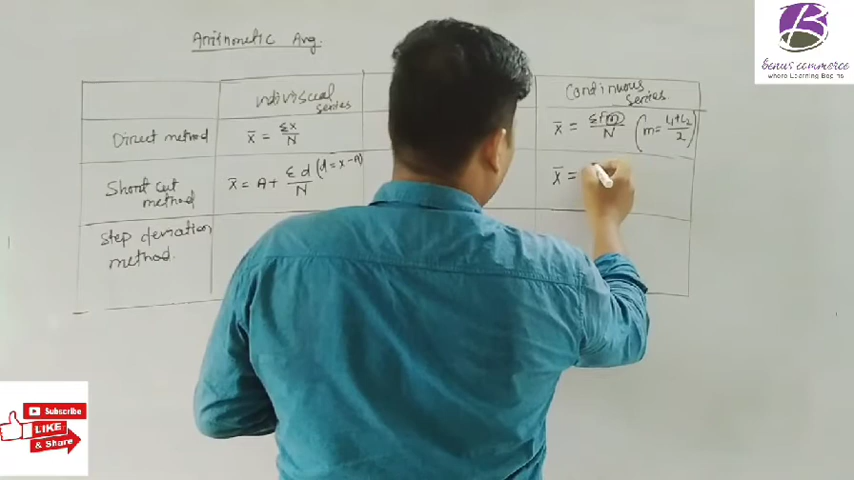 Arithmetic Avg.
individual
series
Continuous
series
Direct method
x̄ = Σx/N
x̄ = Σfm/N (m = L1+L2/2)
Short cut
method
x̄ = A + Σd/N (d = x - A)
x̄ =
Step deviation
method.
benus commerce
"where Learning Begins"
Subscribe
LIKE
& Share